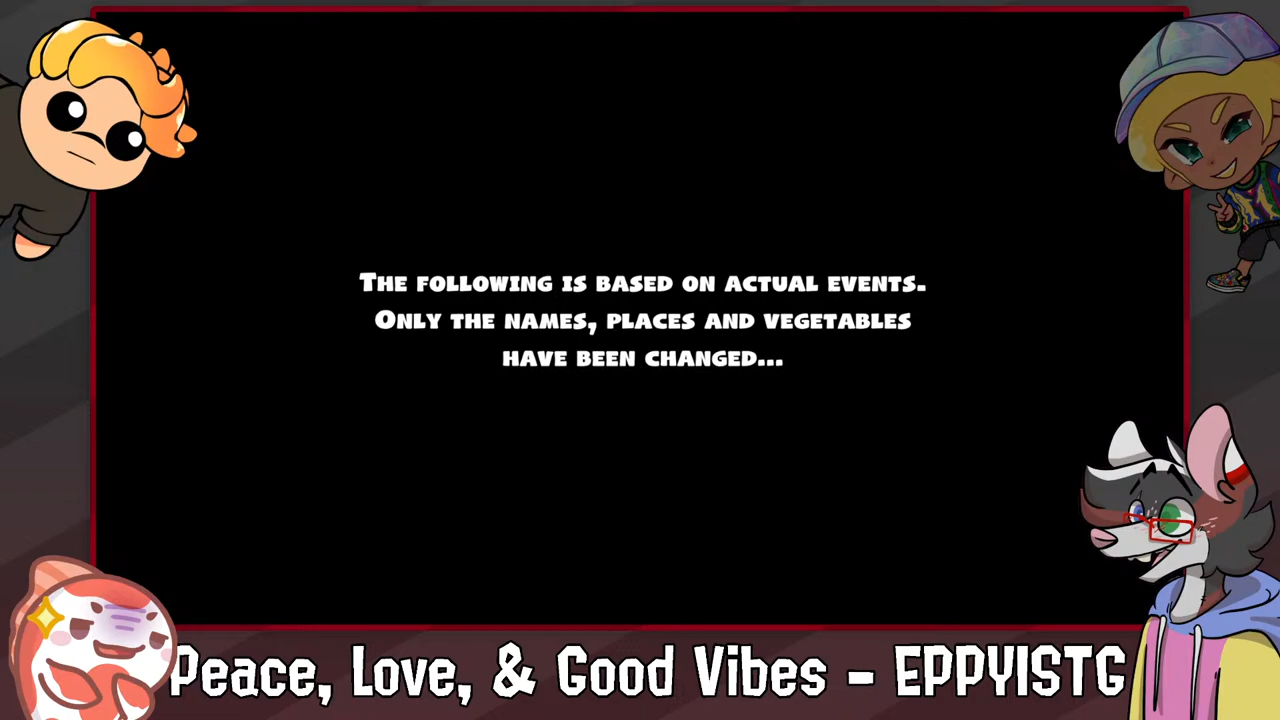 The following is based on actual events.
Only the names, places and vegetables
have been changed...
Peace, Love, & Good Vibes - EPPYISTG